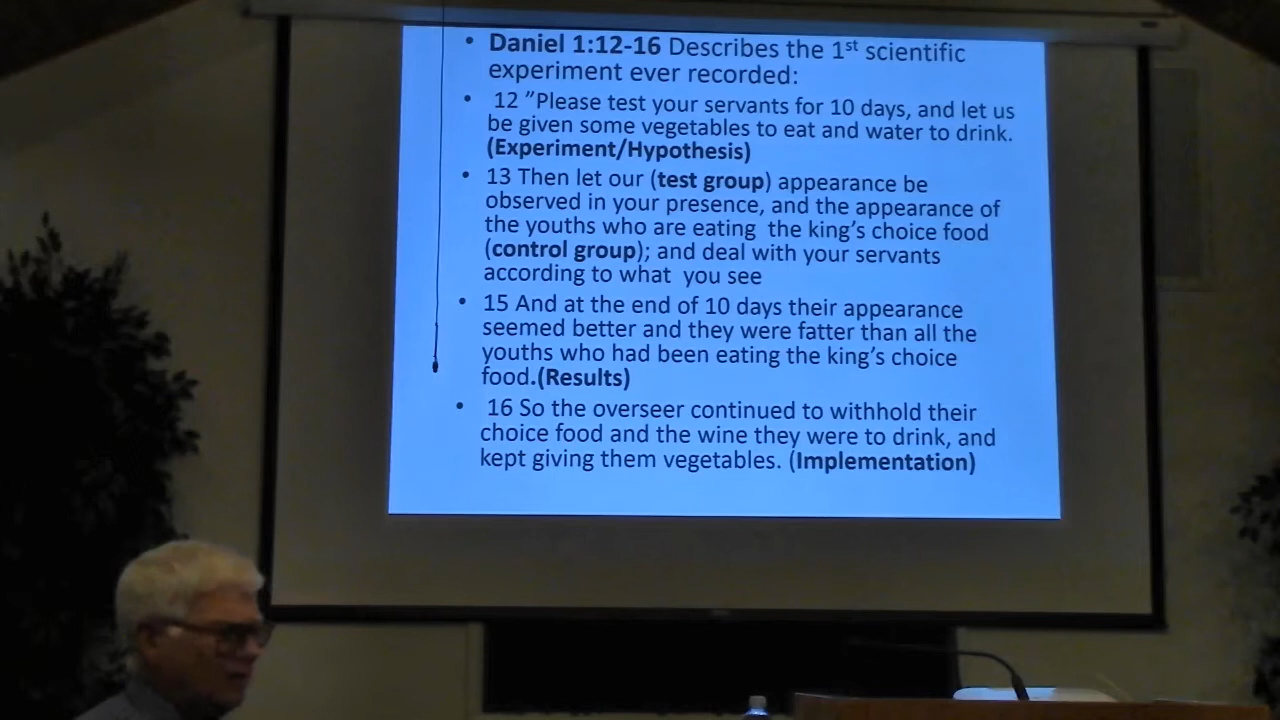 • Daniel 1:12-16 Describes the 1st scientific
experiment ever recorded:
• 12 ”Please test your servants for 10 days, and let us
be given some vegetables to eat and water to drink.
(Experiment/Hypothesis)
• 13 Then let our (test group) appearance be
observed in your presence, and the appearance of
the youths who are eating the king’s choice food
(control group); and deal with your servants
according to what you see
• 15 And at the end of 10 days their appearance
seemed better and they were fatter than all the
youths who had been eating the king’s choice
food.(Results)
• 16 So the overseer continued to withhold their
choice food and the wine they were to drink, and
kept giving them vegetables. (Implementation)